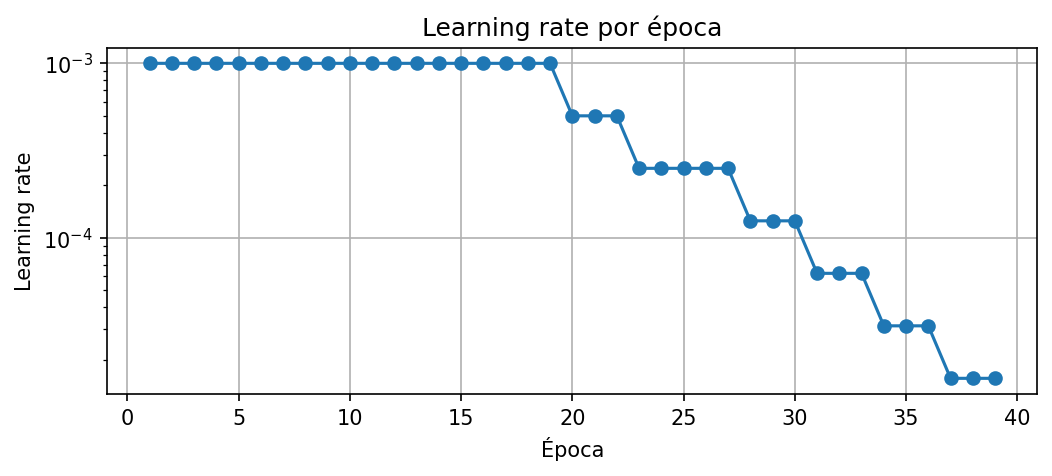 Learning rate por época
Learning rate
10⁻³
10⁻⁴
0 5 10 15 20 25 30 35 40
Época